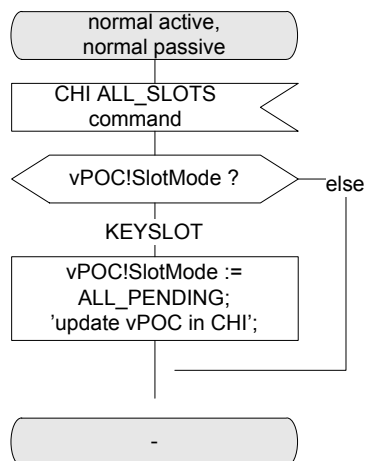 normal active,
normal passive
CHI ALL_SLOTS
command
vPOC!SlotMode ?
else
KEYSLOT
vPOC!SlotMode :=
ALL_PENDING;
’update vPOC in CHI’;
-